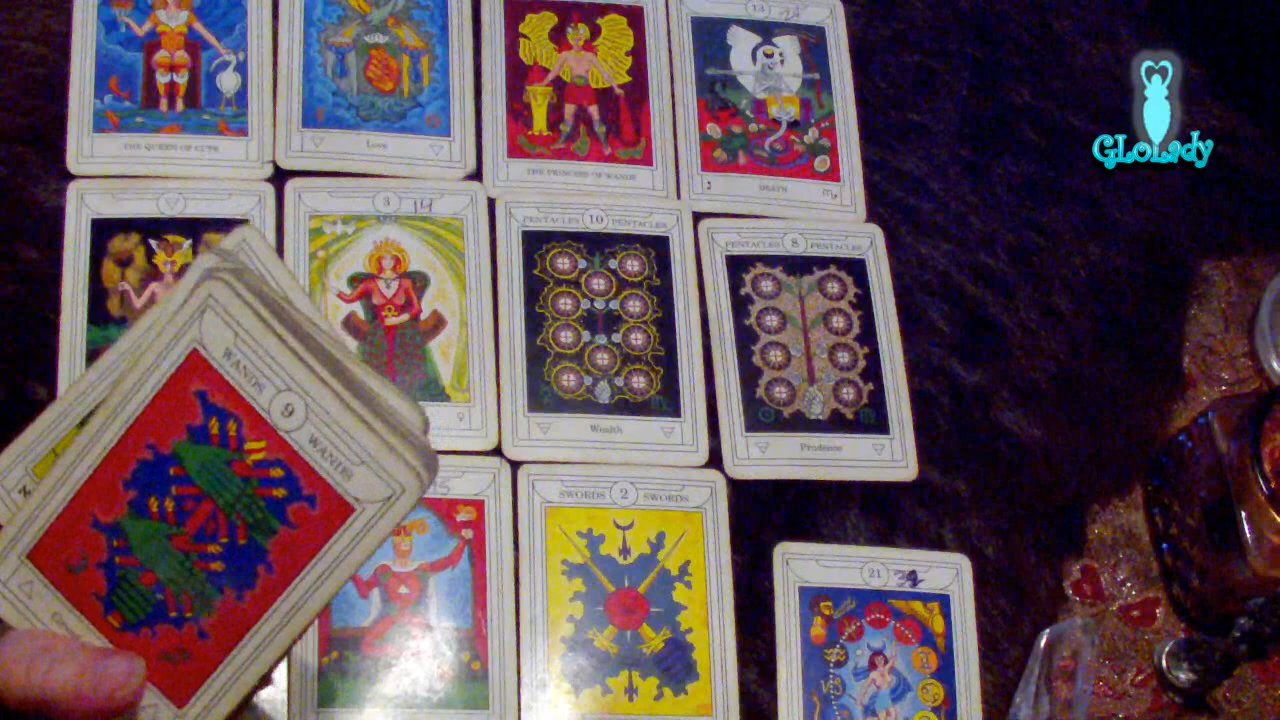 THE QUEEN OF CUPS
Love
THE PRINCESS OF WANDS
13
DEATH
3 14
PENTACLES 10 PENTACLES
Wealth
PENTACLES 8 PENTACLES
Prudence
WANDS 9 WANDS
SWORDS 2 SWORDS
21
GLOLady